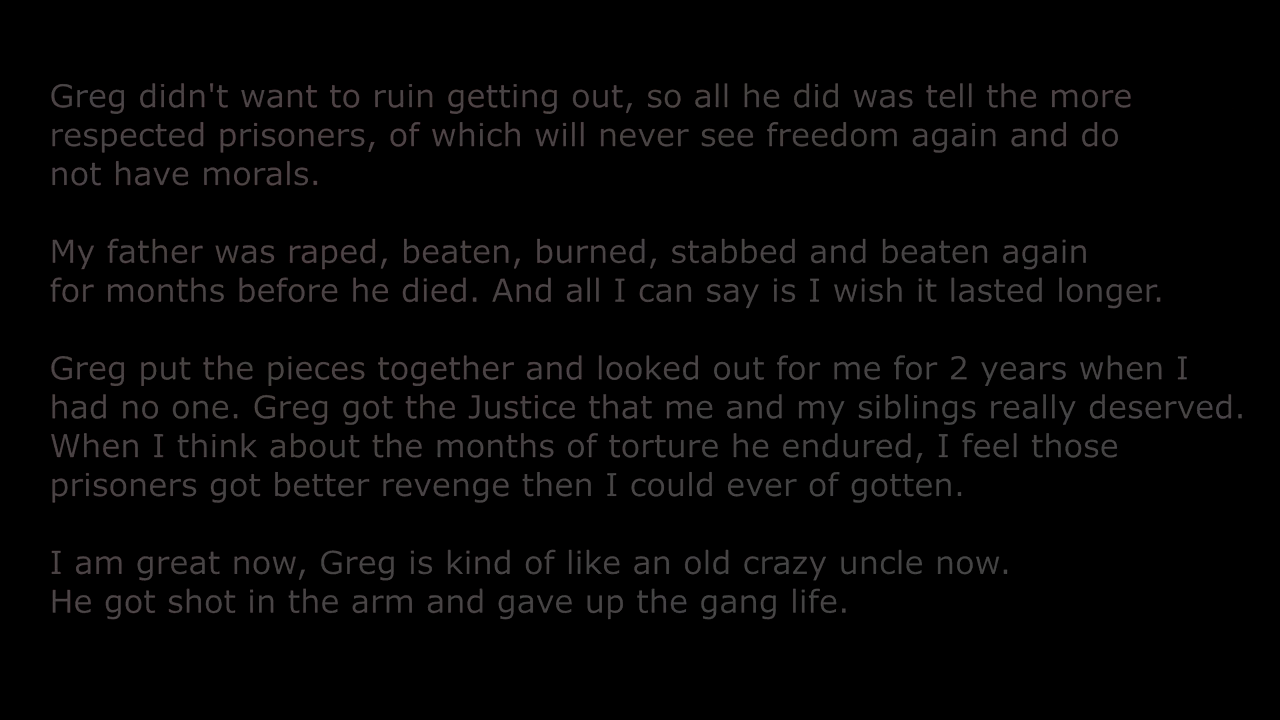 Greg didn't want to ruin getting out, so all he did was tell the more
respected prisoners, of which will never see freedom again and do
not have morals.
My father was raped, beaten, burned, stabbed and beaten again
for months before he died. And all I can say is I wish it lasted longer.
Greg put the pieces together and looked out for me for 2 years when I
had no one. Greg got the Justice that me and my siblings really deserved.
When I think about the months of torture he endured, I feel those
prisoners got better revenge then I could ever of gotten.
I am great now, Greg is kind of like an old crazy uncle now.
He got shot in the arm and gave up the gang life.